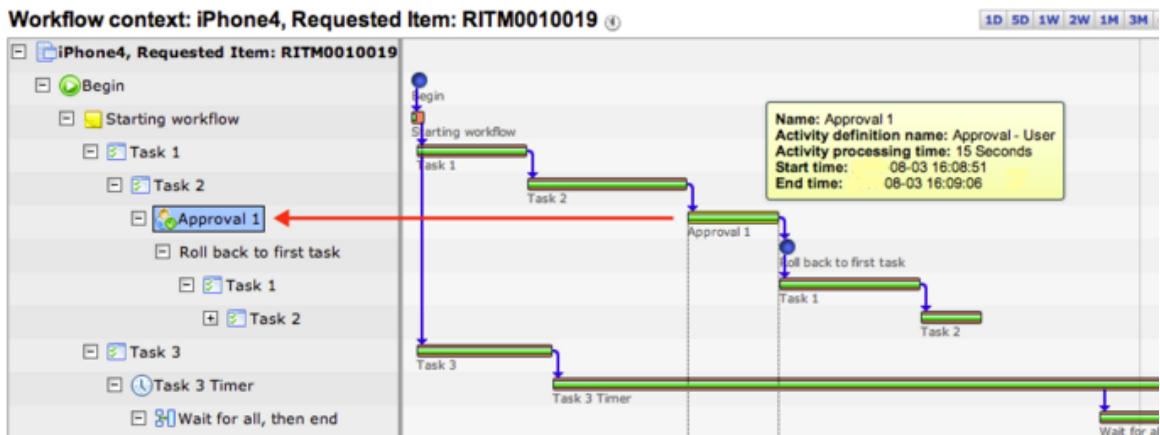 Workflow context: iPhone4, Requested Item: RITM0010019
1D 5D 1W 2W 1M 3M
iPhone4, Requested Item: RITM0010019
Begin
Starting workflow
Task 1
Task 2
Approval 1
Roll back to first task
Task 1
Task 2
Task 3
Task 3 Timer
Wait for all, then end
Begin
Starting workflow
Task 1
Task 2
Approval 1
Roll back to first task
Task 1
Task 2
Task 3
Task 3 Timer
Wait for all
Name: Approval 1
Activity definition name: Approval - User
Activity processing time: 15 Seconds
Start time: 08-03 16:08:51
End time: 08-03 16:09:06